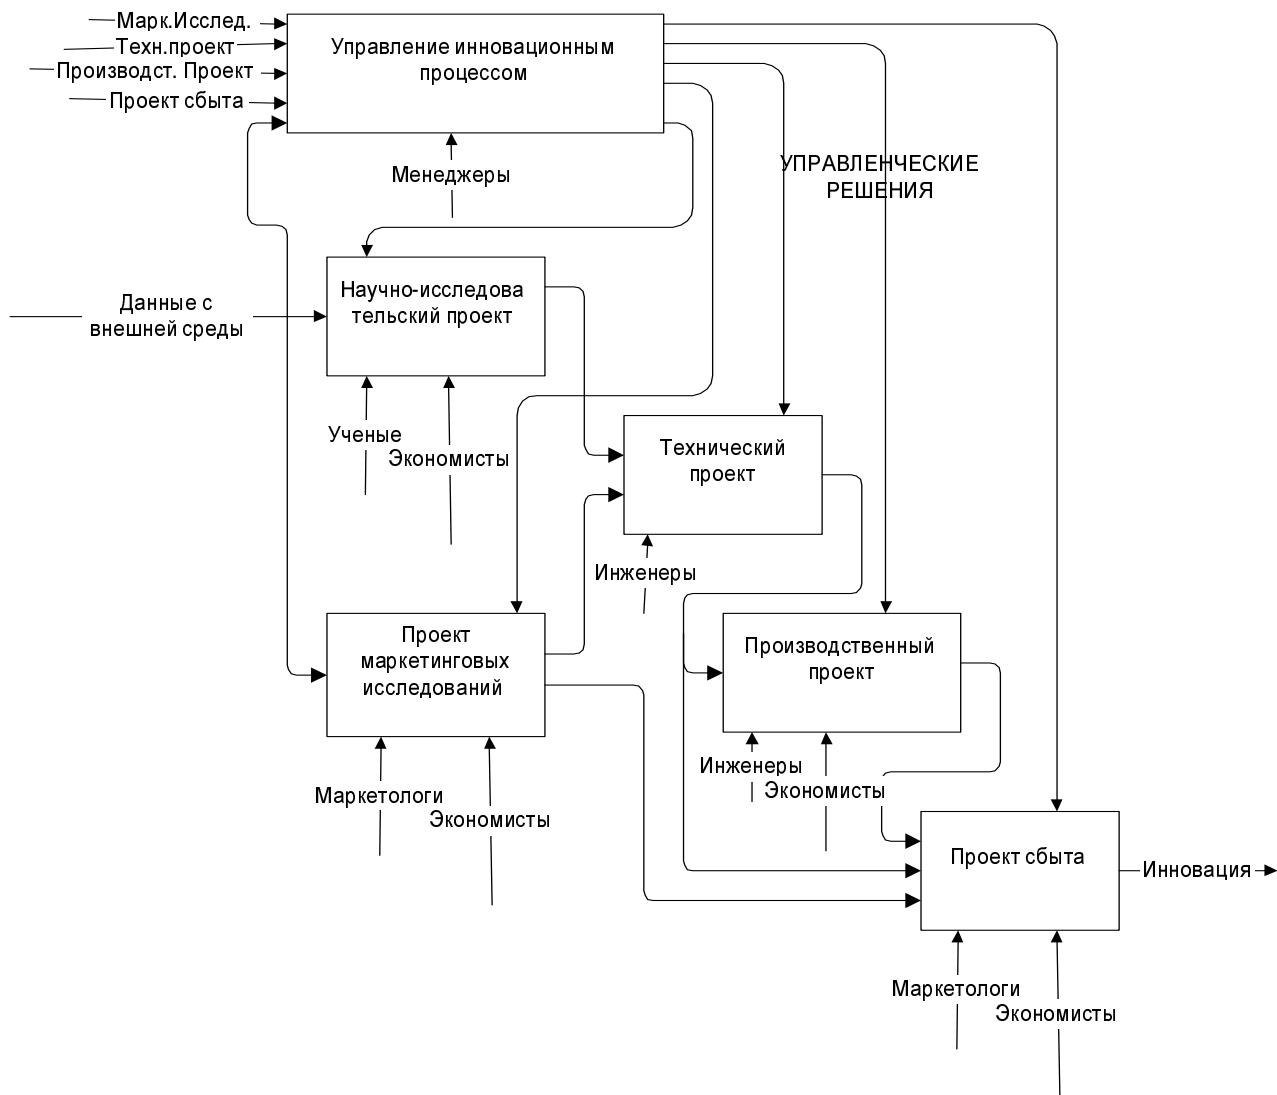 Марк.Исслед.
Техн.проект
Производст. Проект
Проект сбыта
Управление инновационным
процессом
Менеджеры
УПРАВЛЕНЧЕСКИЕ
РЕШЕНИЯ
Данные с
внешней среды
Научно-исследова
тельский проект
Ученые
Экономисты
Технический
проект
Инженеры
Проект
маркетинговых
исследований
Маркетологи
Экономисты
Производственный
проект
Инженеры
Экономисты
Проект сбыта
Инновация
Маркетологи
Экономисты